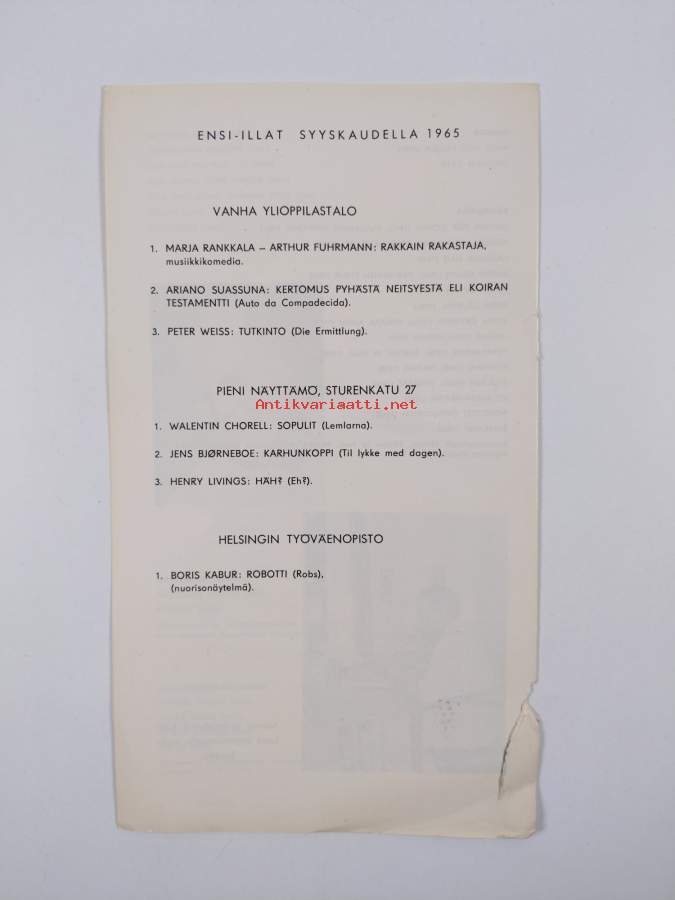 ENSI-ILLAT SYYSKAUDELLA 1965
VANHA YLIOPPILASTALO
1. MARJA RANKKALA – ARTHUR FUHRMANN: RAKKAIN RAKASTAJA,
musiikkikomedia.
2. ARIANO SUASSUNA: KERTOMUS PYHÄSTÄ NEITSYESTÄ ELI KOIRAN
TESTAMENTTI (Auto da Compadecida).
3. PETER WEISS: TUTKINTO (Die Ermittlung).
PIENI NÄYTTÄMÖ, STURENKATU 27
Antikvariaatti.net
1. WALENTIN CHORELL: SOPULIT (Lemlarna).
2. JENS BJØRNEBOE: KARHUNKOPPI (Til lykke med dagen).
3. HENRY LIVINGS: HÄH? (Eh?).
HELSINGIN TYÖVÄENOPISTO
1. BORIS KABUR: ROBOTTI (Robs),
(nuorisonäytelmä).